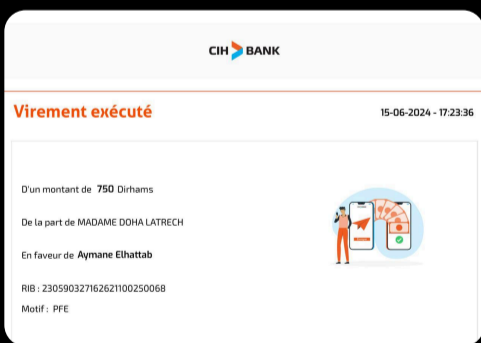 CIH BANK
Virement exécuté
15-06-2024 - 17:23:36
D'un montant de 750 Dirhams
De la part de MADAME DOHA LATRECH
En faveur de Aymane Elhattab
RIB : 230590327162621100250068
Motif : PFE